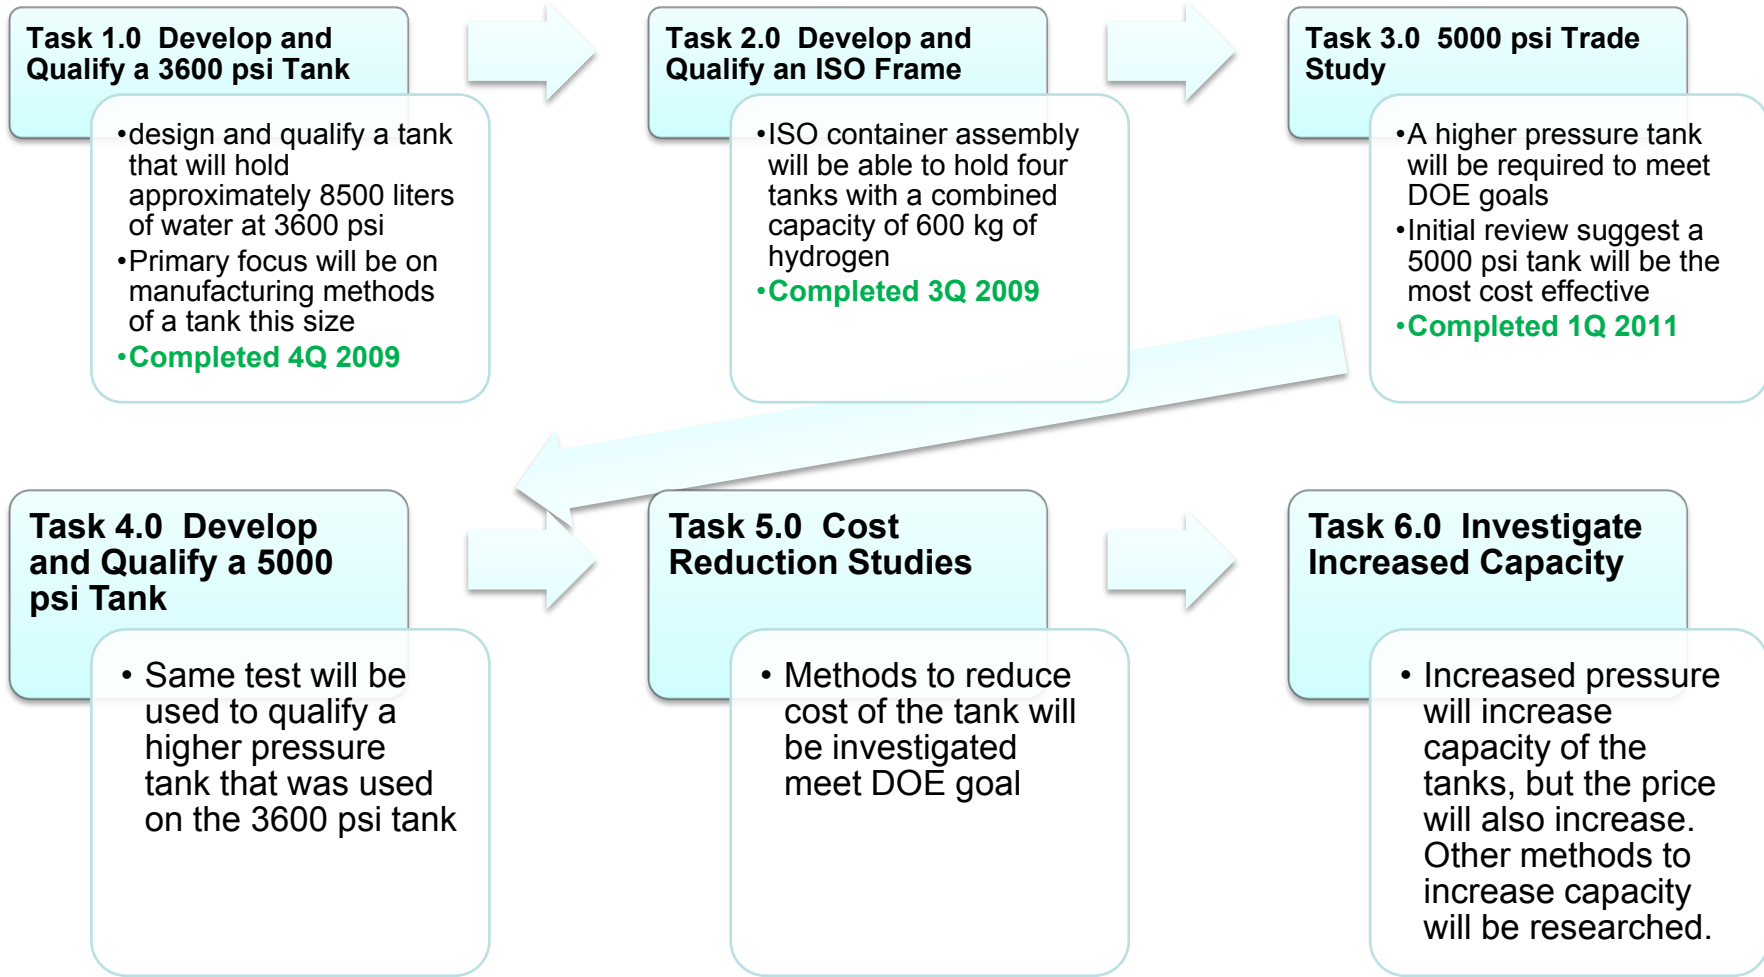 Task 1.0 Develop and
Qualify a 3600 psi Tank
•design and qualify a tank
that will hold
approximately 8500 liters
of water at 3600 psi
•Primary focus will be on
manufacturing methods
of a tank this size
•Completed 4Q 2009
Task 2.0 Develop and
Qualify an ISO Frame
•ISO container assembly
will be able to hold four
tanks with a combined
capacity of 600 kg of
hydrogen
•Completed 3Q 2009
Task 3.0 5000 psi Trade
Study
•A higher pressure tank
will be required to meet
DOE goals
•Initial review suggest a
5000 psi tank will be the
most cost effective
•Completed 1Q 2011
Task 4.0 Develop
and Qualify a 5000
psi Tank
• Same test will be
used to qualify a
higher pressure
tank that was used
on the 3600 psi tank
Task 5.0 Cost
Reduction Studies
• Methods to reduce
cost of the tank will
be investigated
meet DOE goal
Task 6.0 Investigate
Increased Capacity
• Increased pressure
will increase
capacity of the
tanks, but the price
will also increase.
Other methods to
increase capacity
will be researched.